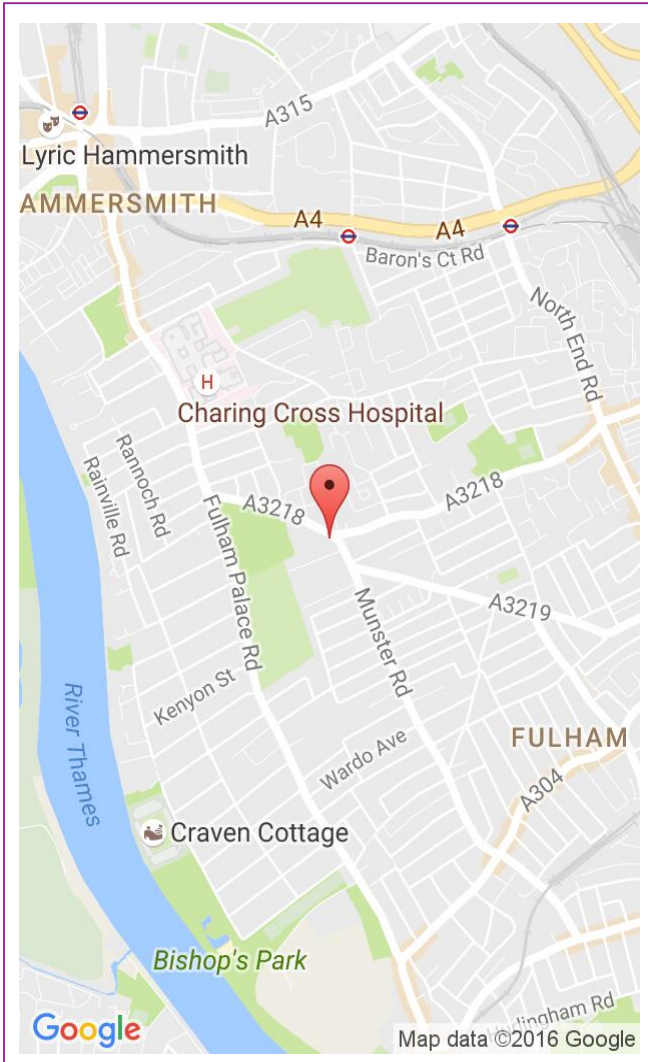 A315
Lyric Hammersmith
AMMERSMITH
A4
A4
Baron's Ct Rd
North End Rd
H
Charing Cross Hospital
Rannoch Rd
Rainville Rd
A3218
A3218
Fulham Palace Rd
A3219
Munster Rd
Kenyon St
River Thames
FULHAM
Wardo Ave
A304
Craven Cottage
Bishop's Park
Hurlingham Rd
Google
Map data ©2016 Google